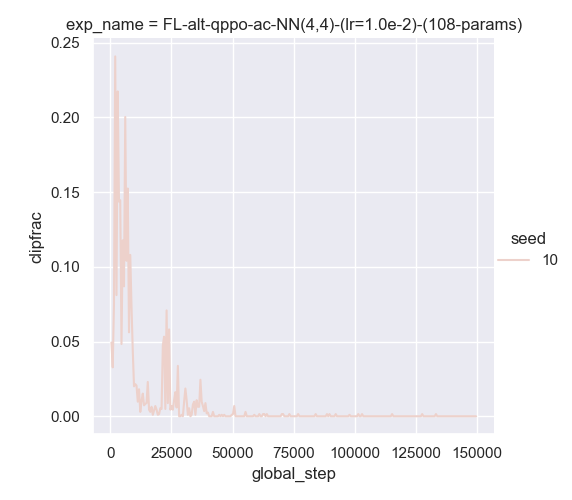 exp_name = FL-alt-qppo-ac-NN(4,4)-(lr=1.0e-2)-(108-params)
0.25
0.20
0.15
0.10
0.05
0.00
clipfrac
0 25000 50000 75000 100000 125000 150000
global_step
seed
10